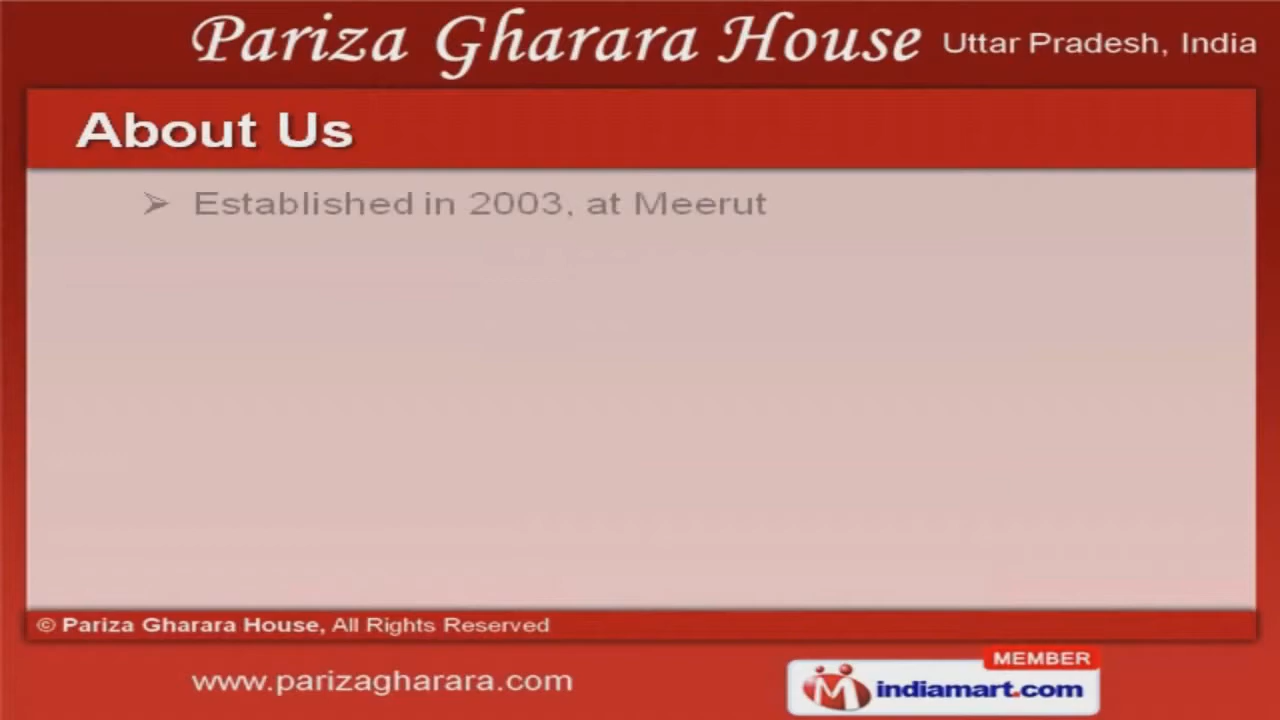 Pariza Gharara House Uttar Pradesh, India
About Us
➢ Established in 2003, at Meerut
© Pariza Gharara House, All Rights Reserved
www.parizagharara.com
MEMBER
indiamart.com